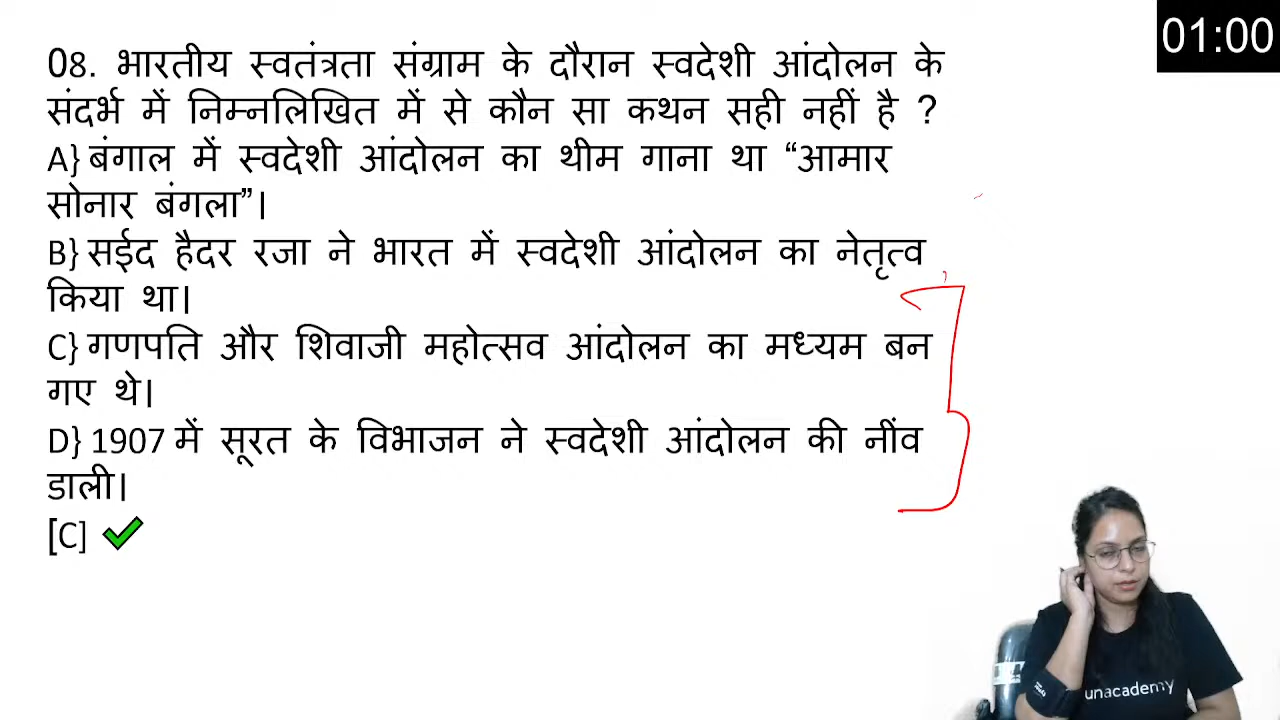 01:00
08. भारतीय स्वतंत्रता संग्राम के दौरान स्वदेशी आंदोलन के
संदर्भ में निम्नलिखित में से कौन सा कथन सही नहीं है ?
A} बंगाल में स्वदेशी आंदोलन का थीम गाना था “आमार
सोनार बंगला”।
B} सईद हैदर रजा ने भारत में स्वदेशी आंदोलन का नेतृत्व
किया था।
C} गणपति और शिवाजी महोत्सव आंदोलन का मध्यम बन
गए थे।
D} 1907 में सूरत के विभाजन ने स्वदेशी आंदोलन की नींव
डाली।
[C]
unacademy